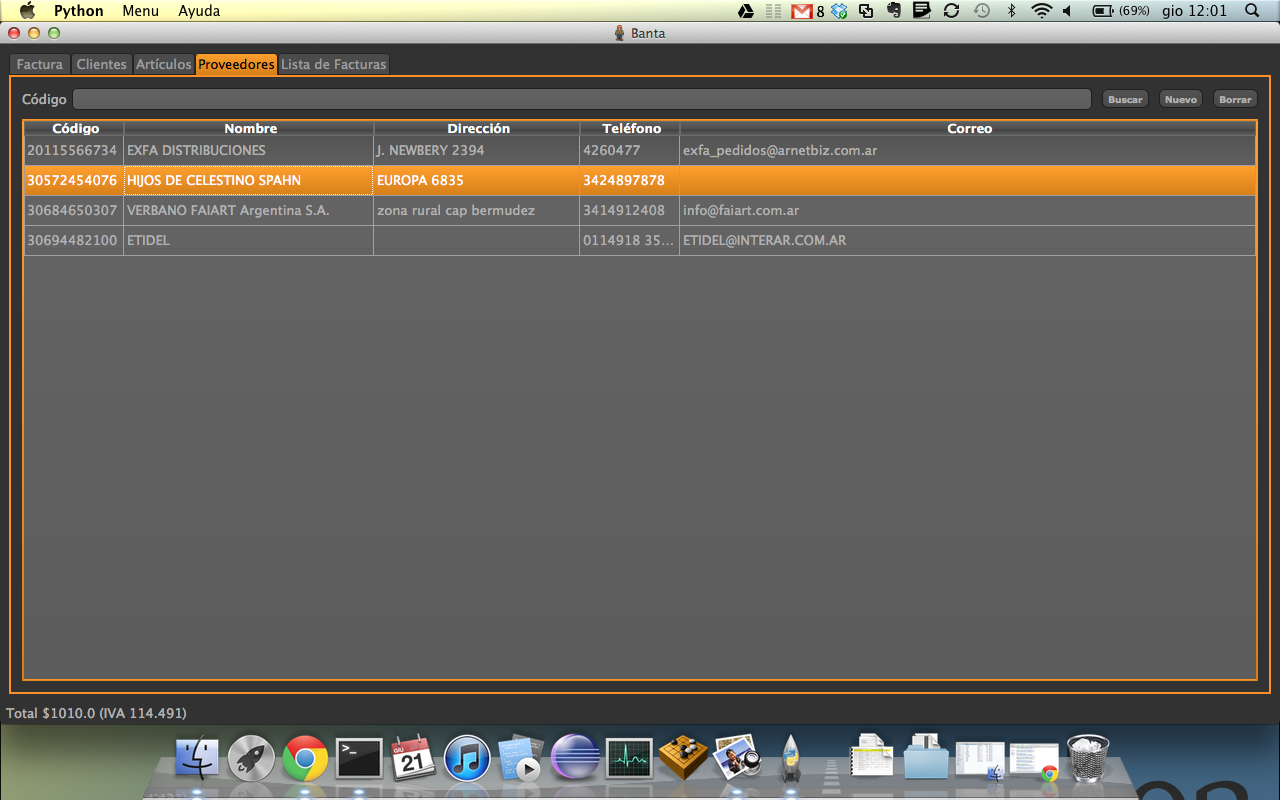 Python Menu Ayuda 8 (69%) gio 12:01
Banta
Factura Clientes Artículos Proveedores Lista de Facturas
Código Buscar Nuevo Borrar
Código Nombre Dirección Teléfono Correo
20115566734 EXFA DISTRIBUCIONES J. NEWBERY 2394 4260477 exfa_pedidos@arnetbiz.com.ar
30572454076 HIJOS DE CELESTINO SPAHN EUROPA 6835 3424897878
30684650307 VERBANO FAIART Argentina S.A. zona rural cap bermudez 3414912408 info@faiart.com.ar
30694482100 ETIDEL 0114918 35... ETIDEL@INTERAR.COM.AR
Total $1010.0 (IVA 114.491)
>_ GIU
21